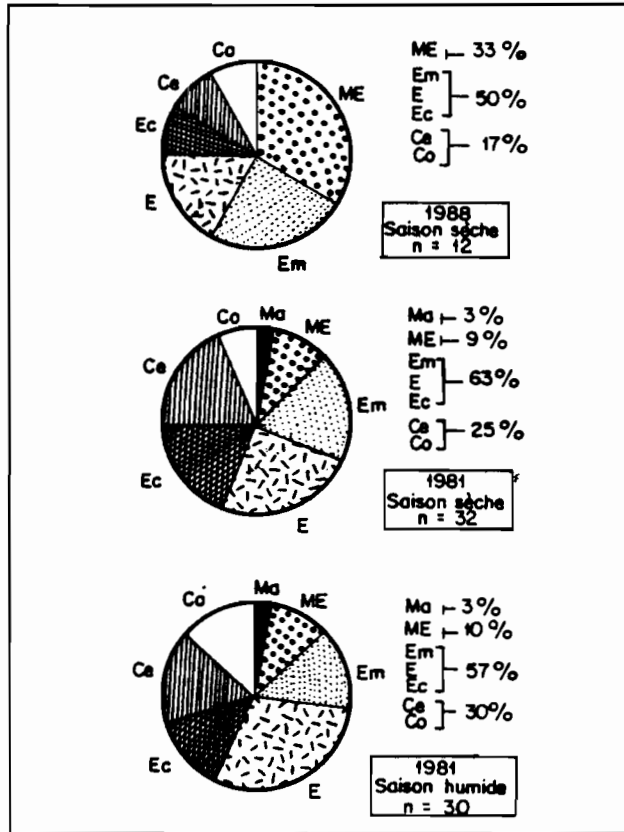 Co
Ce
ME
Ec
E
Em
ME 33%
Em
E
Ec
50%
Ce
Co
17%
1988
Saison sèche
n = 12
Co
Ma
ME
Ce
Em
Ec
E
Ma 3%
ME 9%
Em
E
Ec
63%
Ce
Co
25%
1981
Saison sèche
n = 32
Co
Ma
ME
Ce
Em
Ec
E
Ma 3%
ME 10%
Em
E
Ec
57%
Ce
Co
30%
1981
Saison humide
n = 30